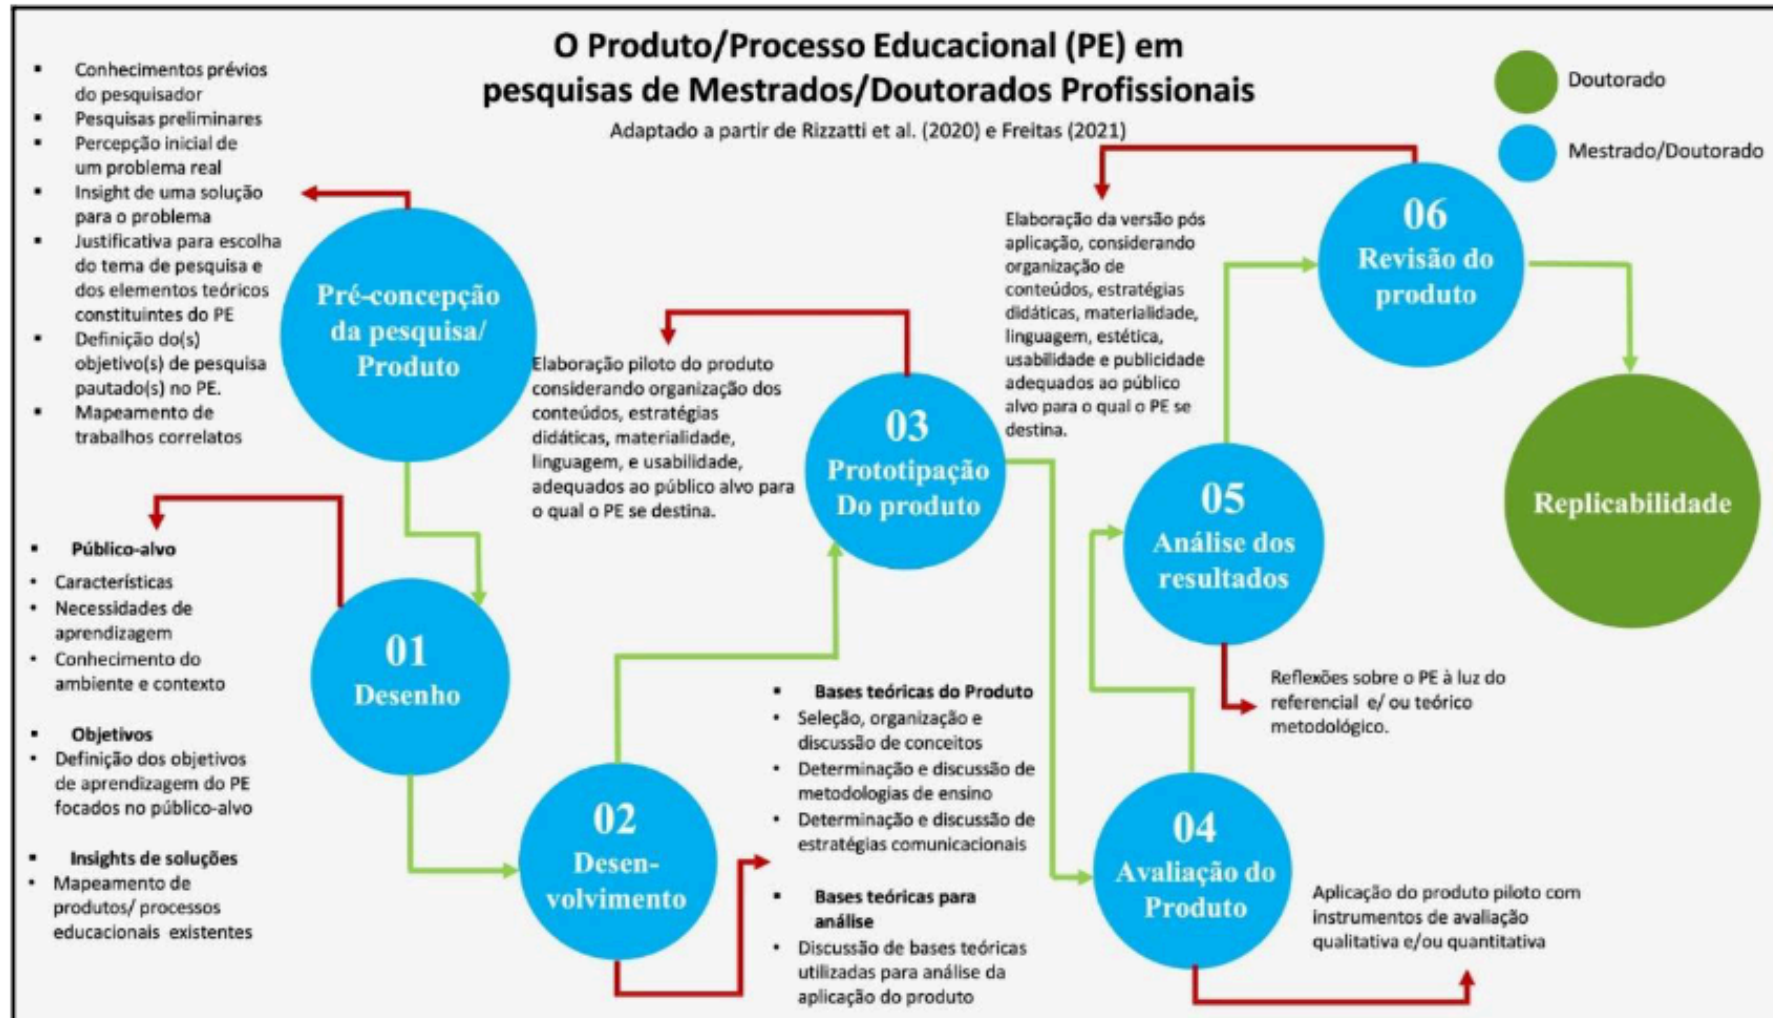 O Produto/Processo Educacional (PE) em
pesquisas de Mestrados/Doutorados Profissionais
Adaptado a partir de Rizzatti et al. (2020) e Freitas (2021)
Doutorado
Mestrado/Doutorado
▪ Conhecimentos prévios
do pesquisador
▪ Pesquisas preliminares
▪ Percepção inicial de
um problema real
▪ Insight de uma solução
para o problema
▪ Justificativa para escolha
do tema de pesquisa e
dos elementos teóricos
constituintes do PE
▪ Definição do(s)
objetivo(s) de pesquisa
pautado(s) no PE.
▪ Mapeamento de
trabalhos correlatos
Pré-concepção
da pesquisa/
Produto
▪ Público-alvo
• Características
• Necessidades de
aprendizagem
• Conhecimento do
ambiente e contexto
▪ Objetivos
• Definição dos objetivos
de aprendizagem do PE
focados no público-alvo
▪ Insights de soluções
• Mapeamento de
produtos/ processos
educacionais existentes
01
Desenho
02
Desen-
volvimento
▪ Bases teóricas do Produto
• Seleção, organização e
discussão de conceitos
• Determinação e discussão de
metodologias de ensino
• Determinação e discussão de
estratégias comunicacionais
▪ Bases teóricas para
análise
• Discussão de bases teóricas
utilizadas para análise da
aplicação do produto
Elaboração piloto do produto
considerando organização dos
conteúdos, estratégias
didáticas, materialidade,
linguagem, e usabilidade,
adequados ao público alvo para
o qual o PE se destina.
03
Prototipação
Do produto
04
Avaliação do
Produto
Aplicação do produto piloto com
instrumentos de avaliação
qualitativa e/ou quantitativa
05
Análise dos
resultados
Reflexões sobre o PE à luz do
referencial e/ ou teórico
metodológico.
Elaboração da versão pós
aplicação, considerando
organização de
conteúdos, estratégias
didáticas, materialidade,
linguagem, estética,
usabilidade e publicidade
adequados ao público
alvo para o qual o PE se
destina.
06
Revisão do
produto
Replicabilidade